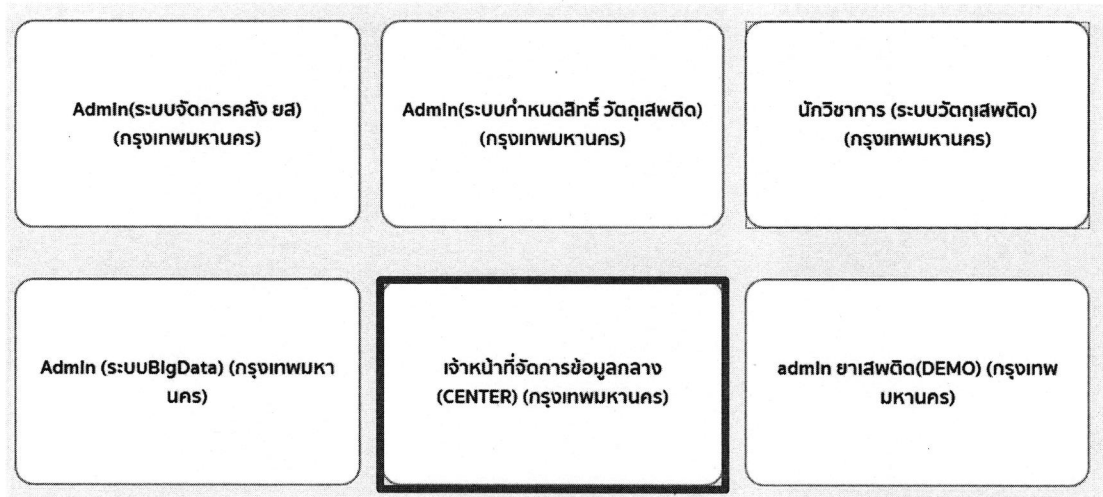 Admin(ระบบจัดการคลัง ยส)
(กรุงเทพมหานคร)
Admin(ระบบกำหนดสิทธิ์ วัตถุเสพติด)
(กรุงเทพมหานคร)
นักวิชาการ (ระบบวัตถุเสพติด)
(กรุงเทพมหานคร)
Admin (ระบบBigData) (กรุงเทพมหา
นคร)
เจ้าหน้าที่จัดการข้อมูลกลาง
(CENTER) (กรุงเทพมหานคร)
admin ยาเสพติด(DEMO) (กรุงเทพ
มหานคร)